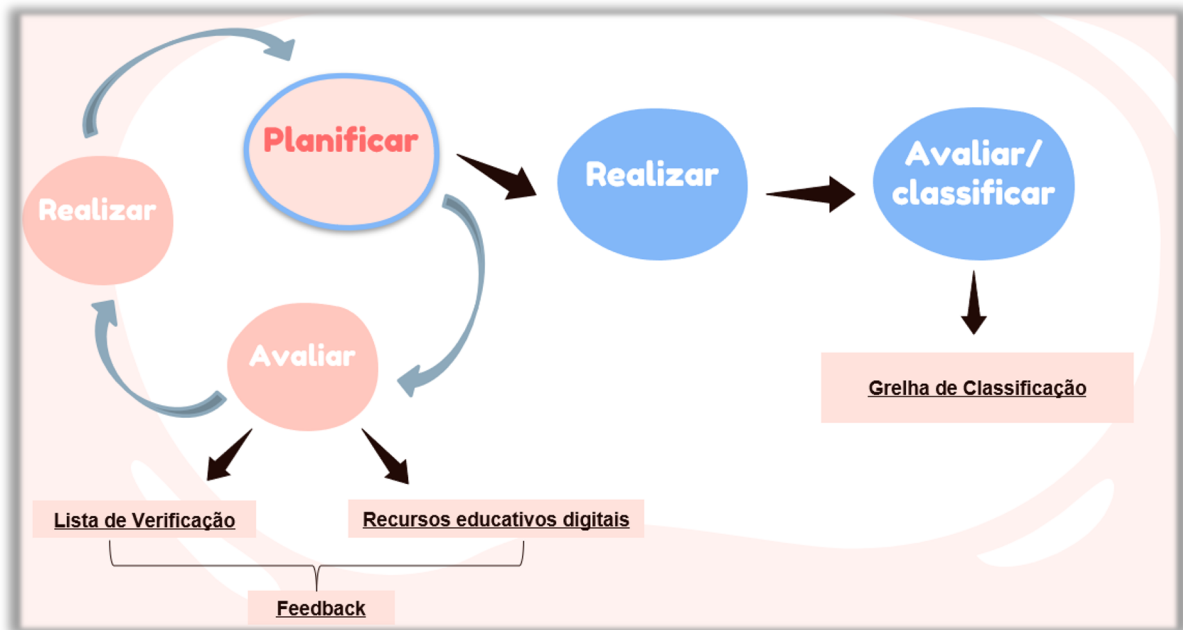 Planificar
Realizar
Avaliar/
classificar
Realizar
Avaliar
Grelha de Classificação
Lista de Verificação
Recursos educativos digitais
Feedback